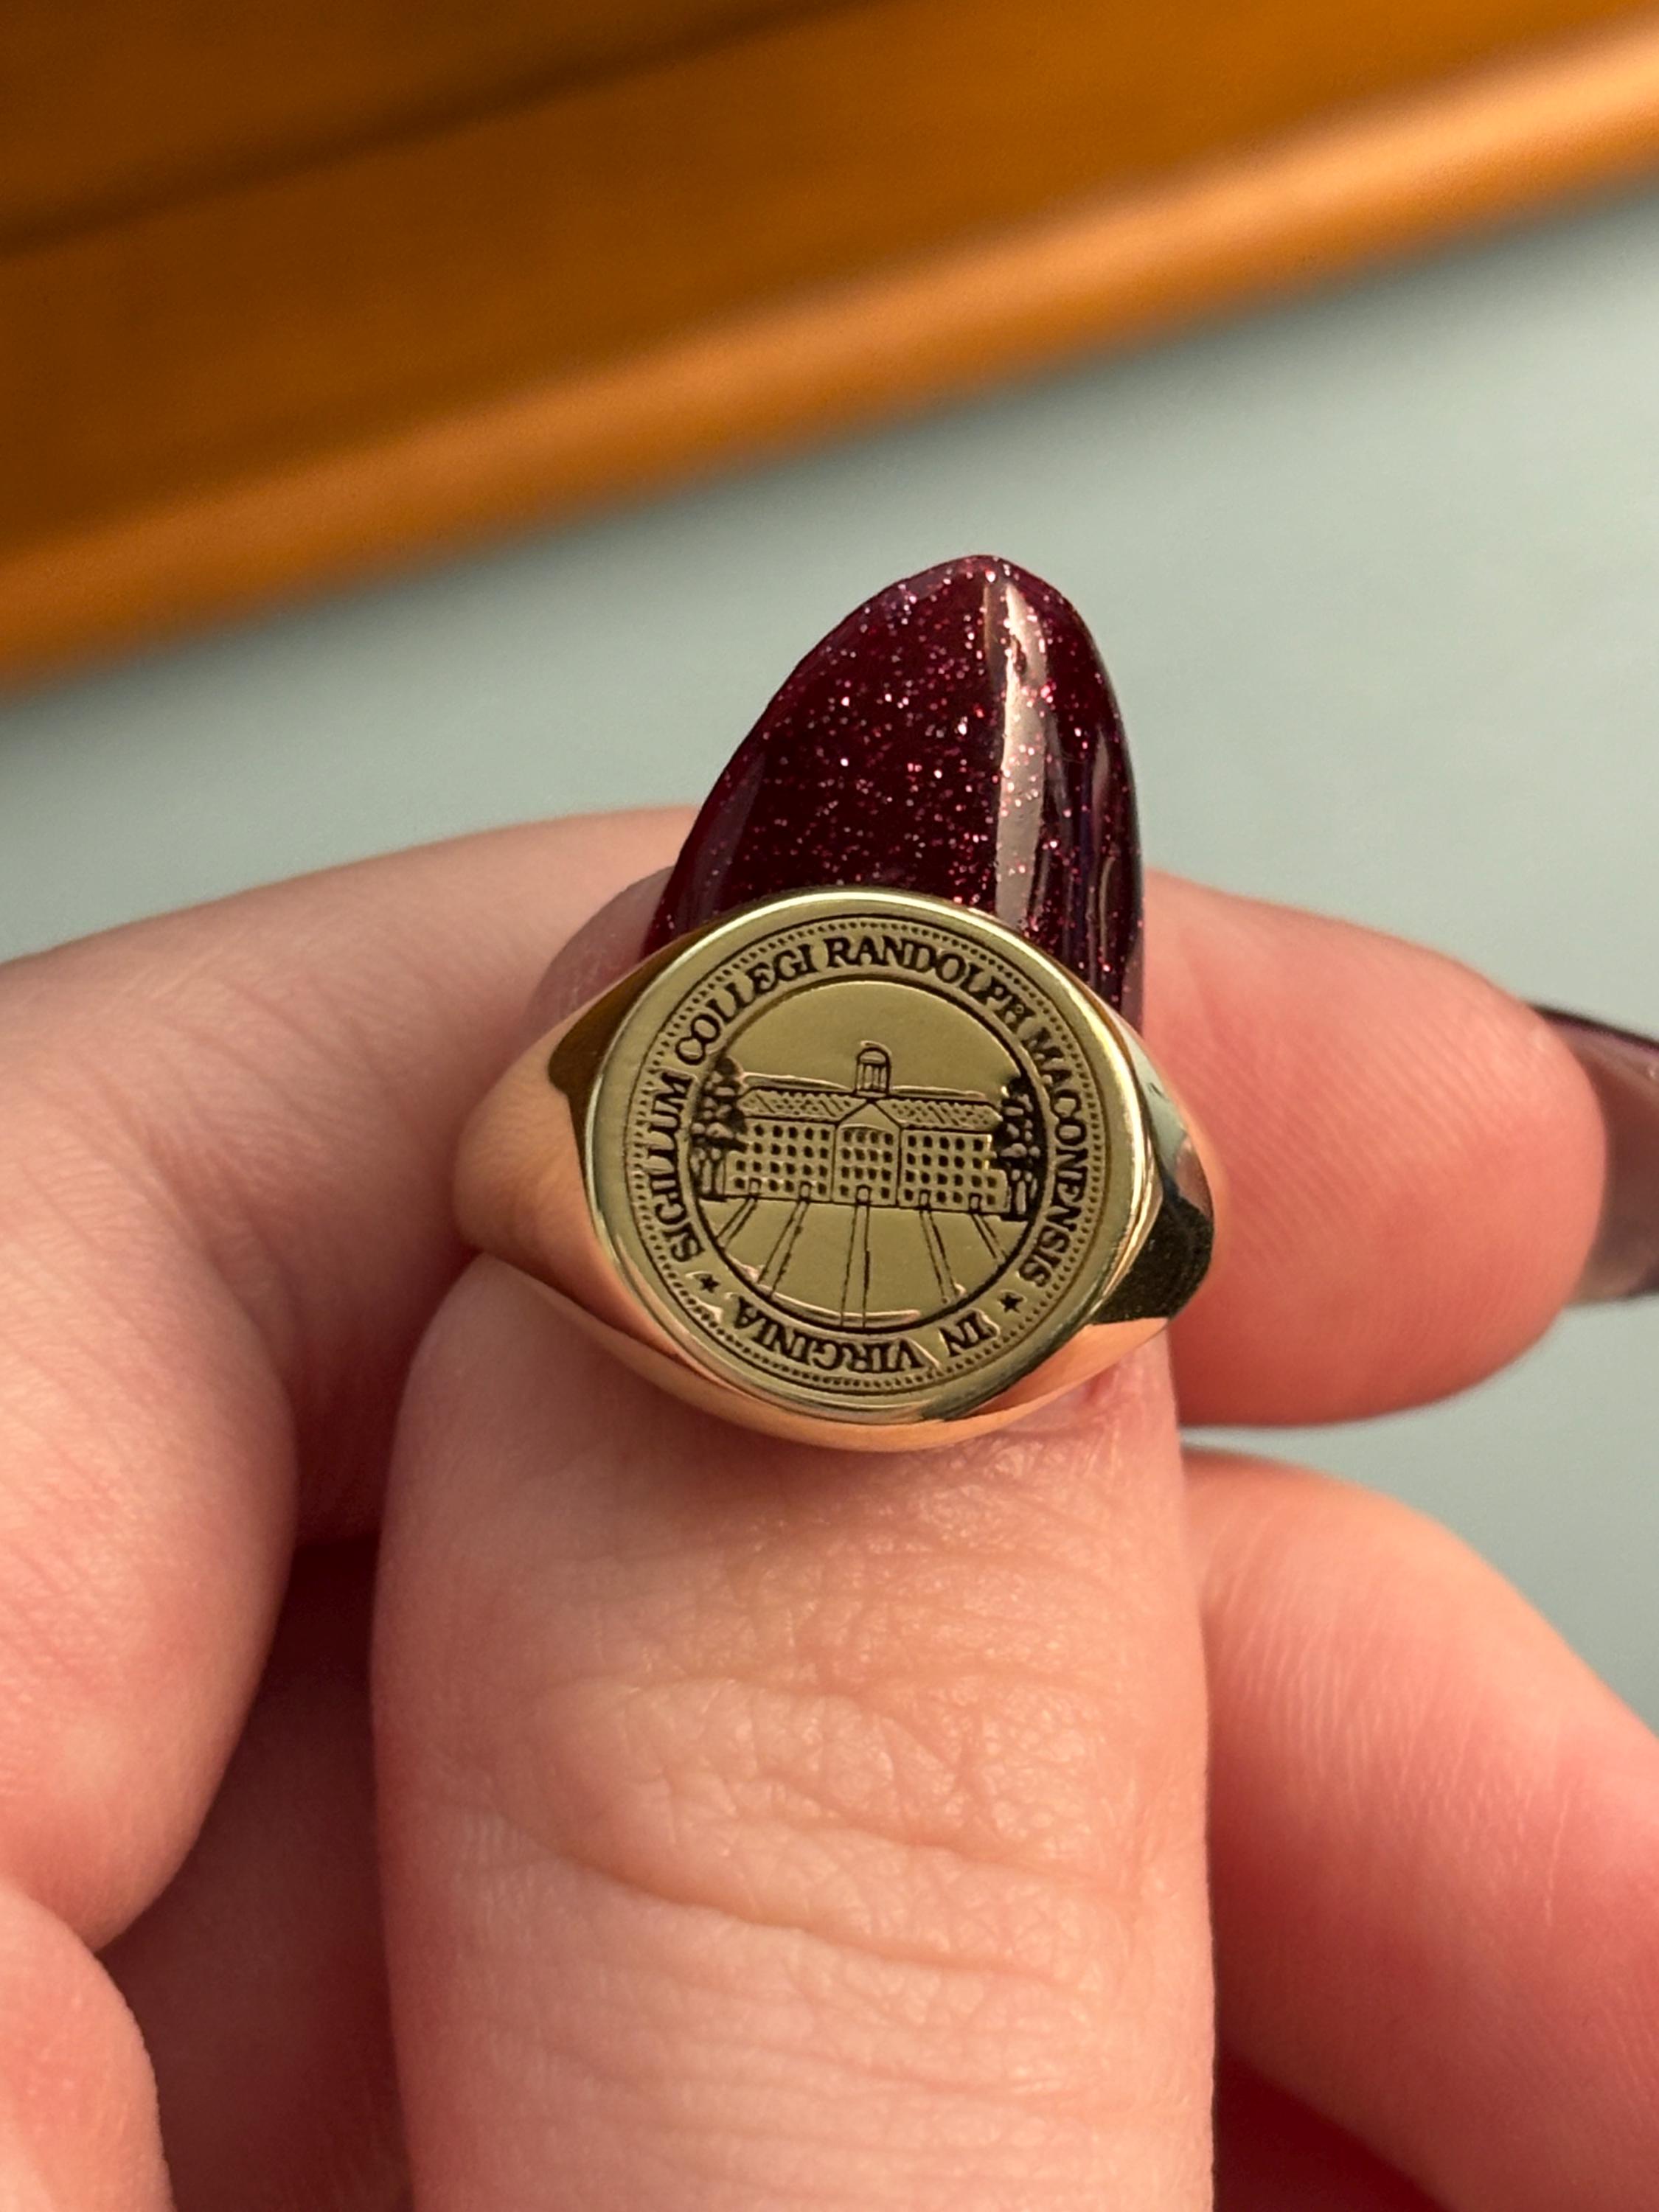 SIGILLUM COLLEGI RANDOLPH MACONENSIS
★ IN VIRGINIA ★